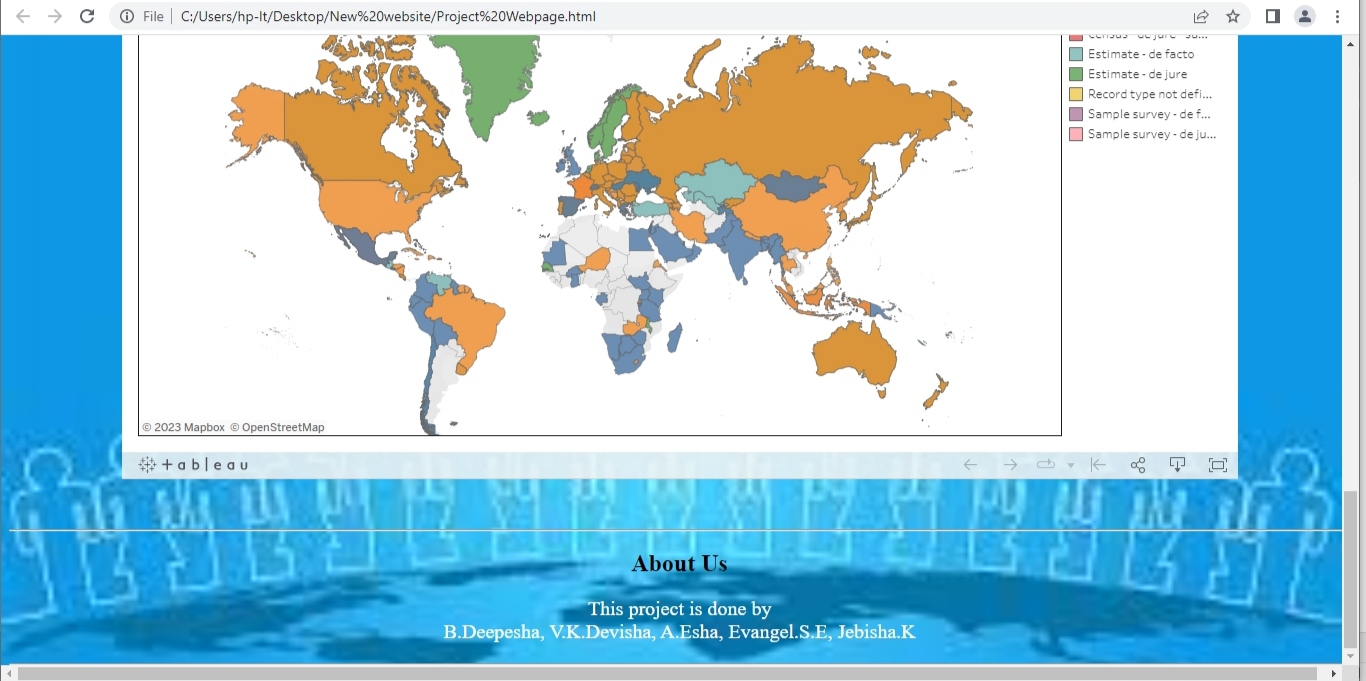 File
C:/Users/hp-lt/Desktop/New%20website/Project%20Webpage.html
Census - de jure - su...
Estimate - de facto
Estimate - de jure
Record type not defi...
Sample survey - de f...
Sample survey - de ju...
© 2023 Mapbox © OpenStreetMap
+ a b | e a u
About Us
This project is done by
B.Deepesha, V.K.Devisha, A.Esha, Evangel.S.E, Jebisha.K